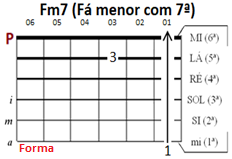 Fm7 (Fá menor com 7ª)
06 05 04 03 02 01
P MI (6ª)
3 LÁ (5ª)
RÉ (4ª)
i SOL (3ª)
m SI (2ª)
a mi (1ª)
Forma 1